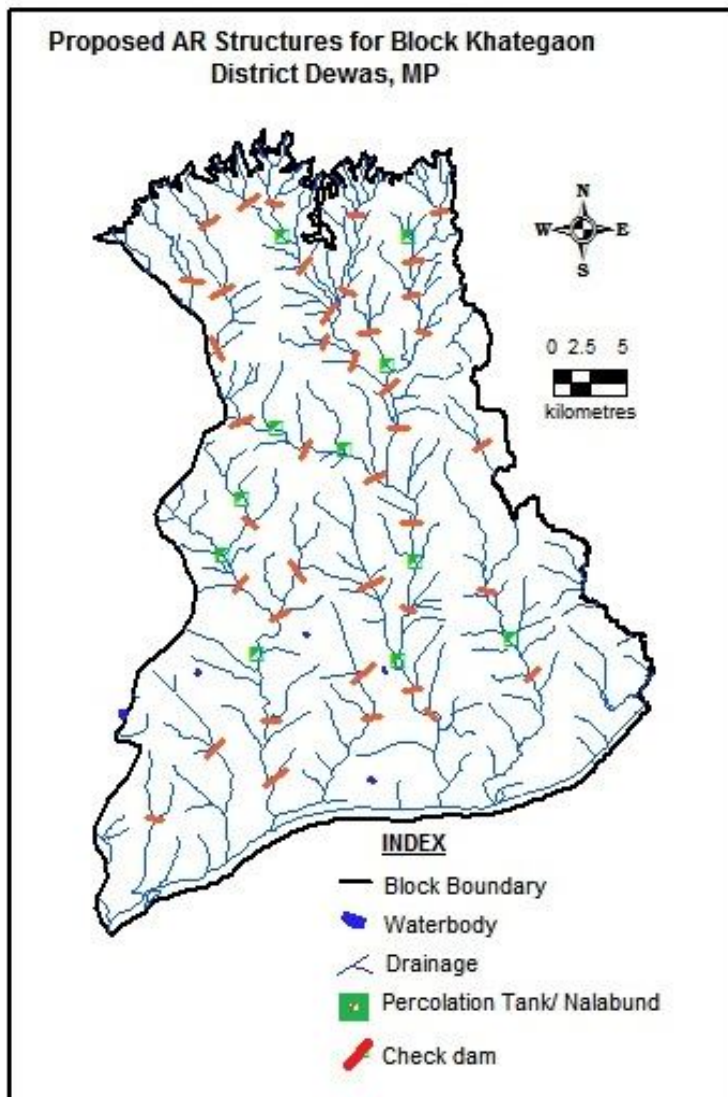 Proposed AR Structures for Block Khategaon
District Dewas, MP
N
W E
S
0 2.5 5
kilometres
INDEX
Block Boundary
Waterbody
Drainage
Percolation Tank/ Nalabund
Check dam